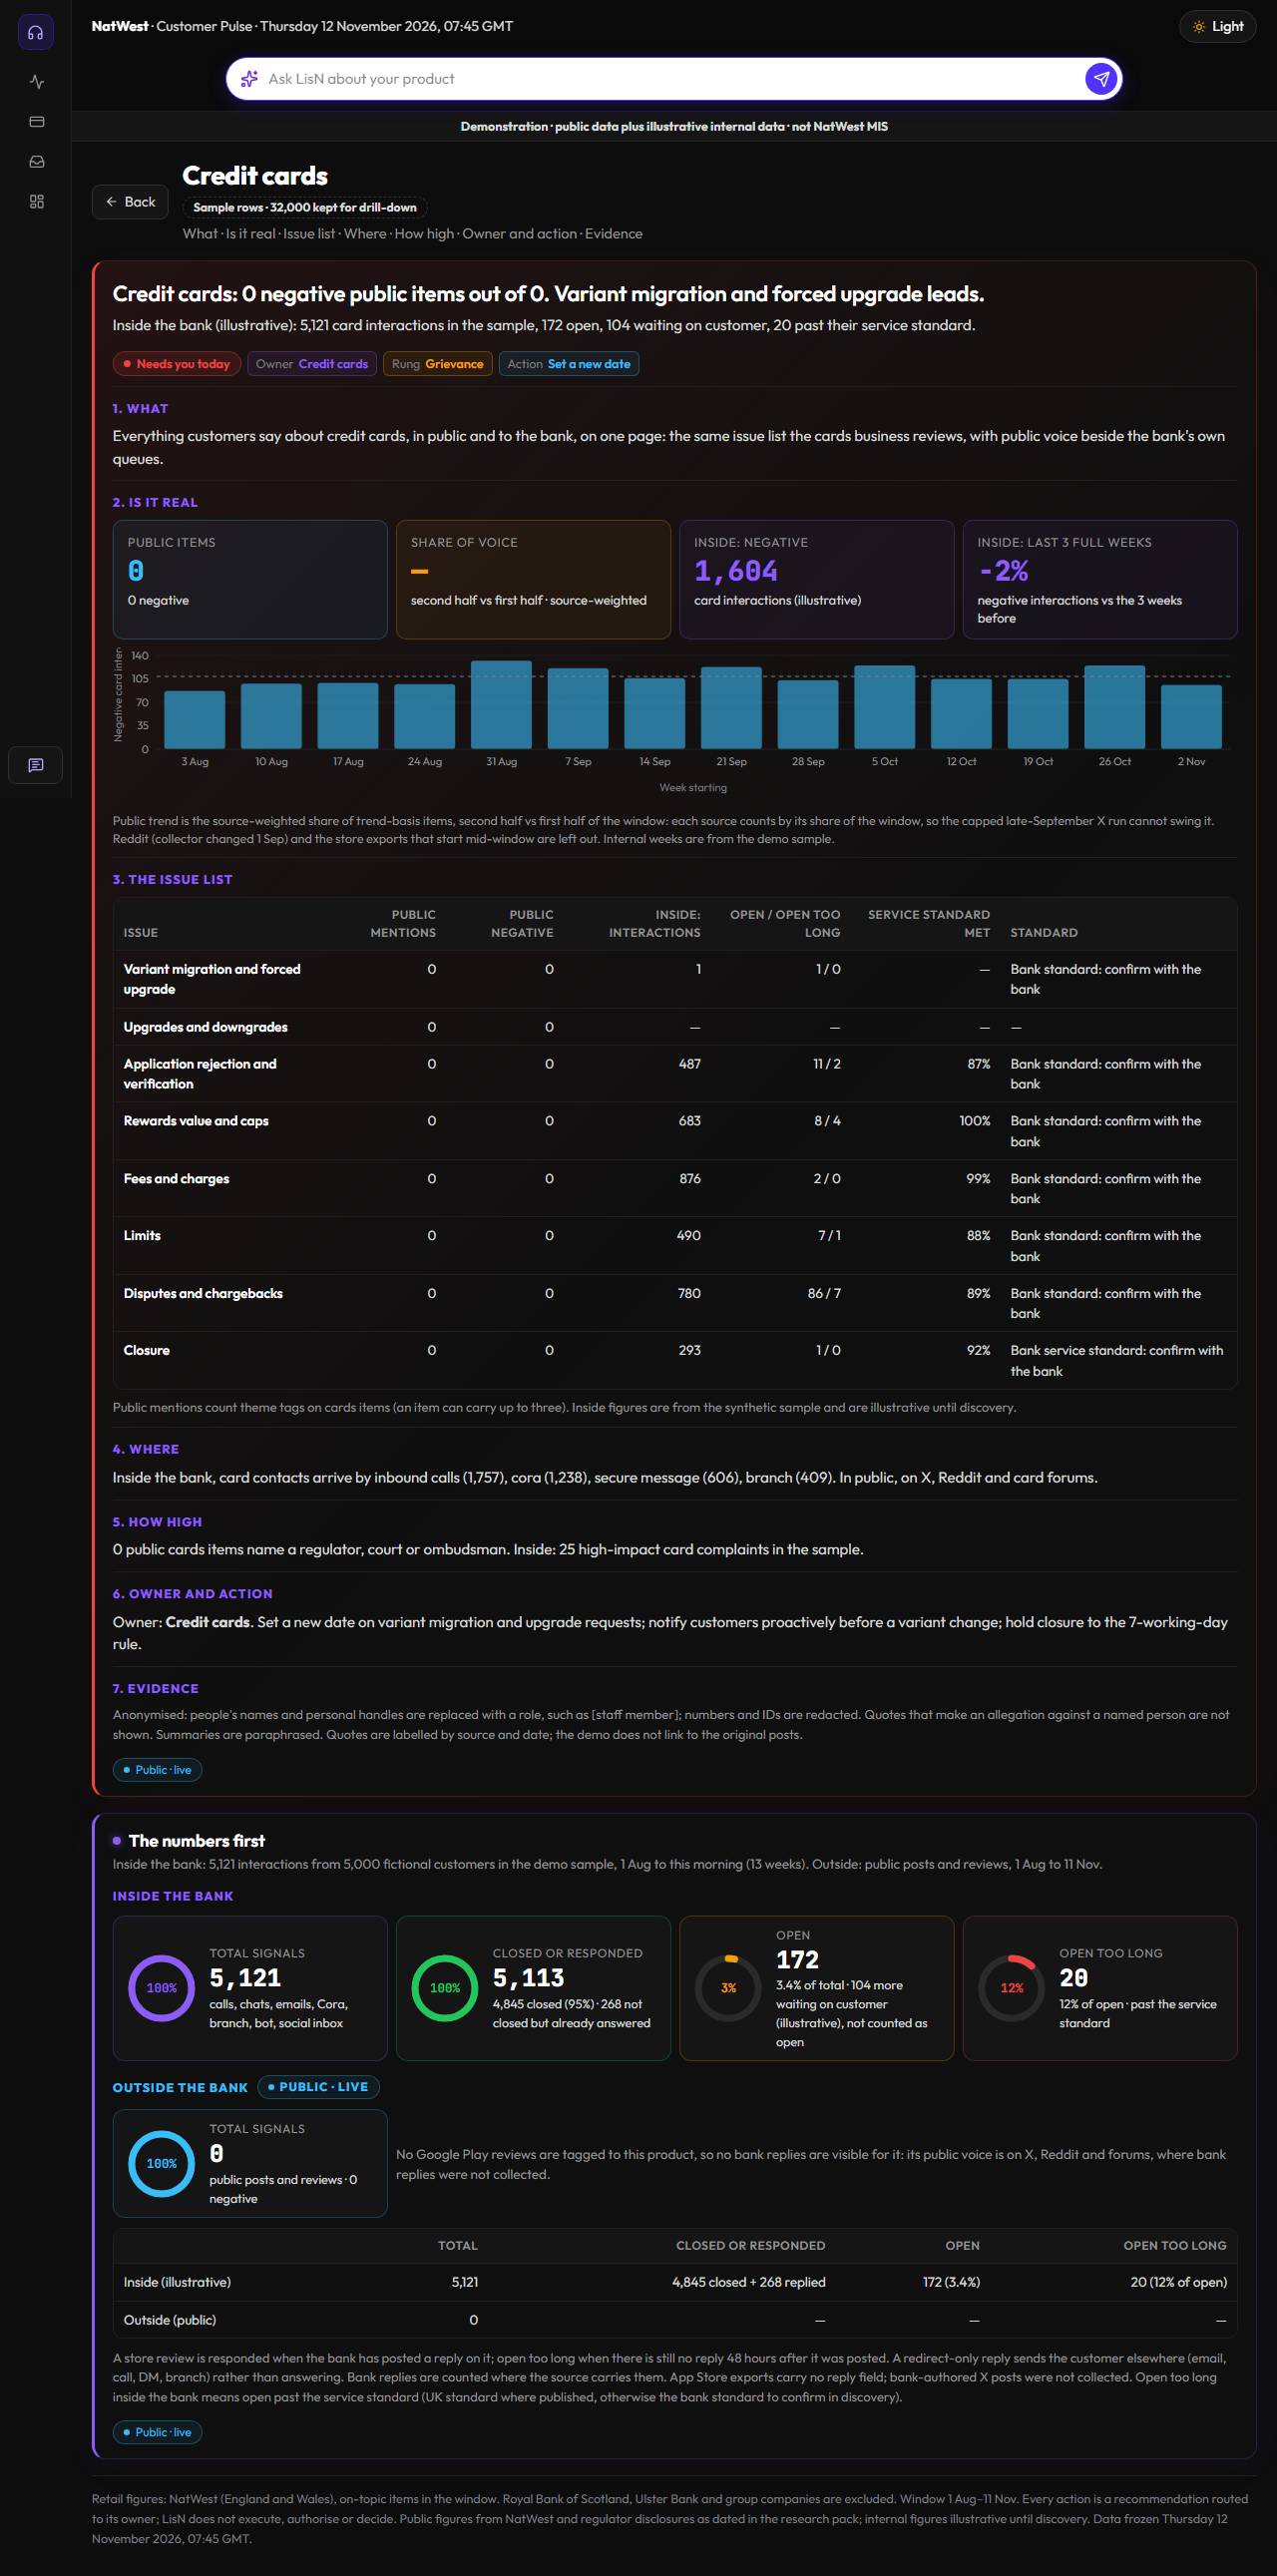 NatWest · Customer Pulse · Thursday 12 November 2026, 07:45 GMT
Light
Ask LisN about your product
Demonstration · public data plus illustrative internal data · not NatWest MIS
Back
Credit cards
Sample rows · 32,000 kept for drill-down
What · Is it real · Issue list · Where · How high · Owner and action · Evidence
Credit cards: 0 negative public items out of 0. Variant migration and forced upgrade leads.
Inside the bank (illustrative): 5,121 card interactions in the sample, 172 open, 104 waiting on customer, 20 past their service standard.
Needs you today
Owner Credit cards
Rung Grievance
Action Set a new date
1. WHAT
Everything customers say about credit cards, in public and to the bank, on one page: the same issue list the cards business reviews, with public voice beside the bank's own
queues.
2. IS IT REAL
PUBLIC ITEMS
0
0 negative
SHARE OF VOICE
—
second half vs first half · source-weighted
INSIDE: NEGATIVE
1,604
card interactions (illustrative)
INSIDE: LAST 3 FULL WEEKS
-2%
negative interactions vs the 3 weeks
before
Negative card inter
140
105
70
35
0
3 Aug 10 Aug 17 Aug 24 Aug 31 Aug 7 Sep 14 Sep 21 Sep 28 Sep 5 Oct 12 Oct 19 Oct 26 Oct 2 Nov
Week starting
Public trend is the source-weighted share of trend-basis items, second half vs first half of the window: each source counts by its share of the window, so the capped late-September X run cannot swing it.
Reddit (collector changed 1 Sep) and the store exports that start mid-window are left out. Internal weeks are from the demo sample.
3. THE ISSUE LIST
ISSUE PUBLIC MENTIONS PUBLIC NEGATIVE INSIDE: INTERACTIONS OPEN / OPEN TOO LONG SERVICE STANDARD MET STANDARD
Variant migration and forced upgrade 0 0 1 1 / 0 — Bank standard: confirm with the bank
Upgrades and downgrades 0 0 — — — —
Application rejection and verification 0 0 487 11 / 2 87% Bank standard: confirm with the bank
Rewards value and caps 0 0 683 8 / 4 100% Bank standard: confirm with the bank
Fees and charges 0 0 876 2 / 0 99% Bank standard: confirm with the bank
Limits 0 0 490 7 / 1 88% Bank standard: confirm with the bank
Disputes and chargebacks 0 0 780 86 / 7 89% Bank standard: confirm with the bank
Closure 0 0 293 1 / 0 92% Bank service standard: confirm with the bank
Public mentions count theme tags on cards items (an item can carry up to three). Inside figures are from the synthetic sample and are illustrative until discovery.
4. WHERE
Inside the bank, card contacts arrive by inbound calls (1,757), cora (1,238), secure message (606), branch (409). In public, on X, Reddit and card forums.
5. HOW HIGH
0 public cards items name a regulator, court or ombudsman. Inside: 25 high-impact card complaints in the sample.
6. OWNER AND ACTION
Owner: Credit cards. Set a new date on variant migration and upgrade requests; notify customers proactively before a variant change; hold closure to the 7-working-day
rule.
7. EVIDENCE
Anonymised: people's names and personal handles are replaced with a role, such as [staff member]; numbers and IDs are redacted. Quotes that make an allegation against a named person are not
shown. Summaries are paraphrased. Quotes are labelled by source and date; the demo does not link to the original posts.
Public · live
The numbers first
Inside the bank: 5,121 interactions from 5,000 fictional customers in the demo sample, 1 Aug to this morning (13 weeks). Outside: public posts and reviews, 1 Aug to 11 Nov.
INSIDE THE BANK
100%
TOTAL SIGNALS
5,121
calls, chats, emails, Cora,
branch, bot, social inbox
100%
CLOSED OR RESPONDED
5,113
4,845 closed (95%) · 268 not
closed but already answered
3%
OPEN
172
3.4% of total · 104 more
waiting on customer
(illustrative), not counted as
open
12%
OPEN TOO LONG
20
12% of open · past the service
standard
OUTSIDE THE BANK
PUBLIC · LIVE
100%
TOTAL SIGNALS
0
public posts and reviews · 0
negative
No Google Play reviews are tagged to this product, so no bank replies are visible for it: its public voice is on X, Reddit and forums, where bank
replies were not collected.
TOTAL CLOSED OR RESPONDED OPEN OPEN TOO LONG
Inside (illustrative) 5,121 4,845 closed + 268 replied 172 (3.4%) 20 (12% of open)
Outside (public) 0 — — —
A store review is responded when the bank has posted a reply on it; open too long when there is still no reply 48 hours after it was posted. A redirect-only reply sends the customer elsewhere (email,
call, DM, branch) rather than answering. Bank replies are counted where the source carries them. App Store exports carry no reply field; bank-authored X posts were not collected. Open too long
inside the bank means open past the service standard (UK standard where published, otherwise the bank standard to confirm in discovery).
Public · live
Retail figures: NatWest (England and Wales), on-topic items in the window. Royal Bank of Scotland, Ulster Bank and group companies are excluded. Window 1 Aug–11 Nov. Every action is a recommendation routed
to its owner; LisN does not execute, authorise or decide. Public figures from NatWest and regulator disclosures as dated in the research pack; internal figures illustrative until discovery. Data frozen Thursday 12
November 2026, 07:45 GMT.